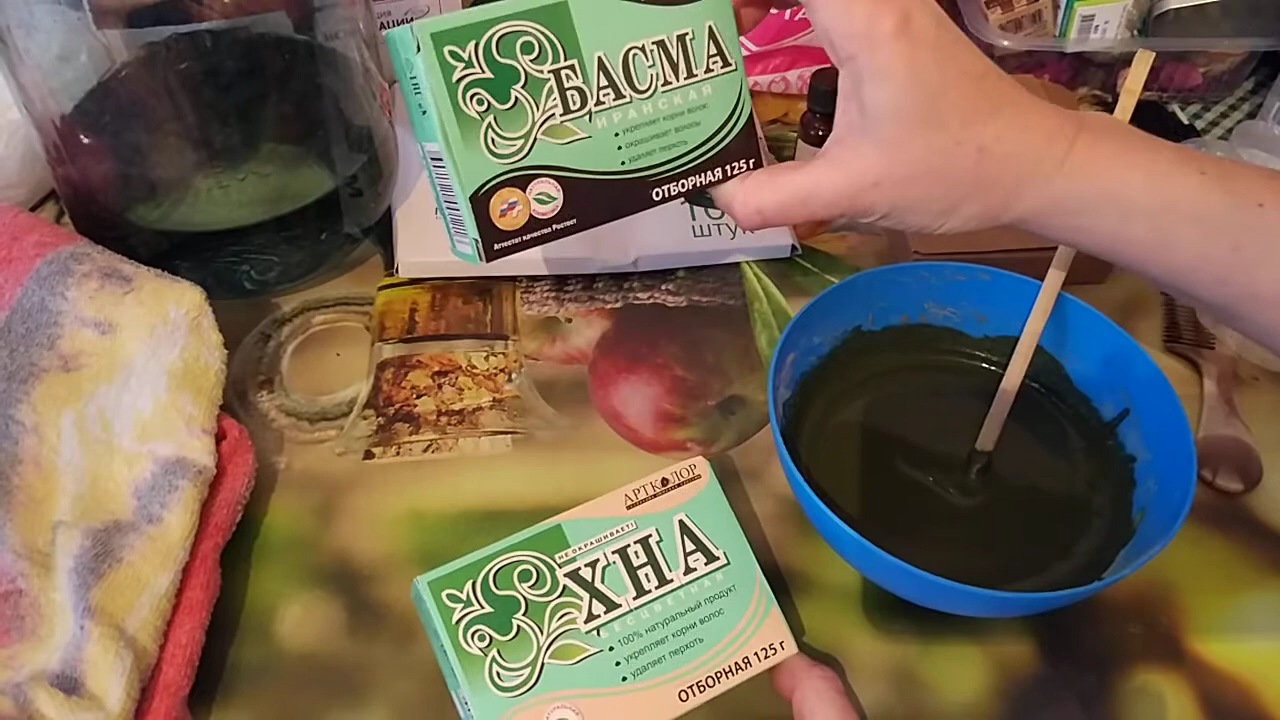 АЦИИ
БАСМА
ИРАНСКАЯ
• укрепляет корни волос
• окрашивает волосы
• удаляет перхоть
ОТБОРНАЯ 125 г
Аттестат качества Ростест
ШТУК
АРТКОЛОР
НЕ ОКРАШИВАЕТ!
ХНА
БЕСЦВЕТНАЯ
• 100% натуральный продукт
• укрепляет корни волос
• удаляет перхоть
ОТБОРНАЯ 125 г